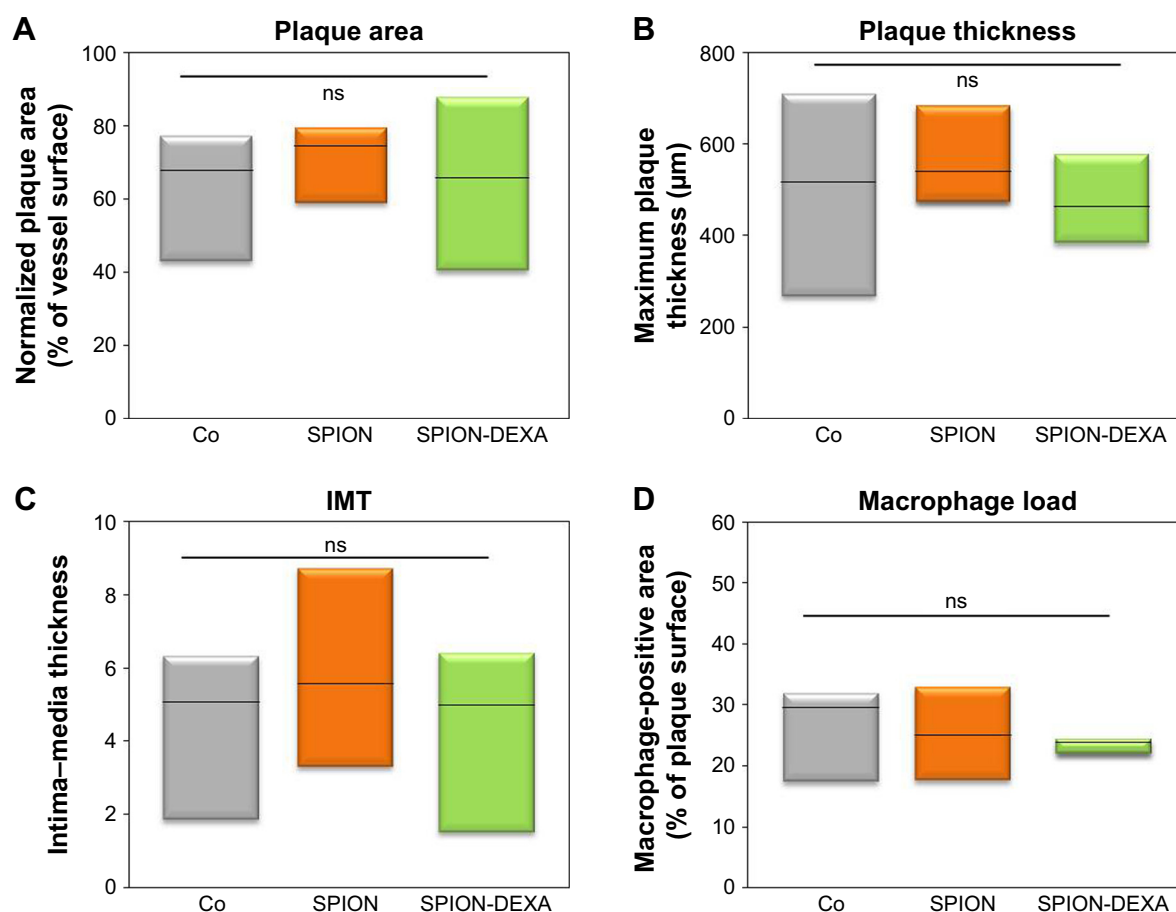 A
Plaque area
Normalized plaque area
(% of vessel surface)
100
80
60
40
20
0
ns
Co
SPION
SPION-DEXA
B
Plaque thickness
Maximum plaque
thickness (µm)
800
600
400
200
0
ns
Co
SPION
SPION-DEXA
C
IMT
Intima–media thickness
10
8
6
4
2
0
ns
Co
SPION
SPION-DEXA
D
Macrophage load
Macrophage-positive area
(% of plaque surface)
60
50
40
30
20
10
0
ns
Co
SPION
SPION-DEXA